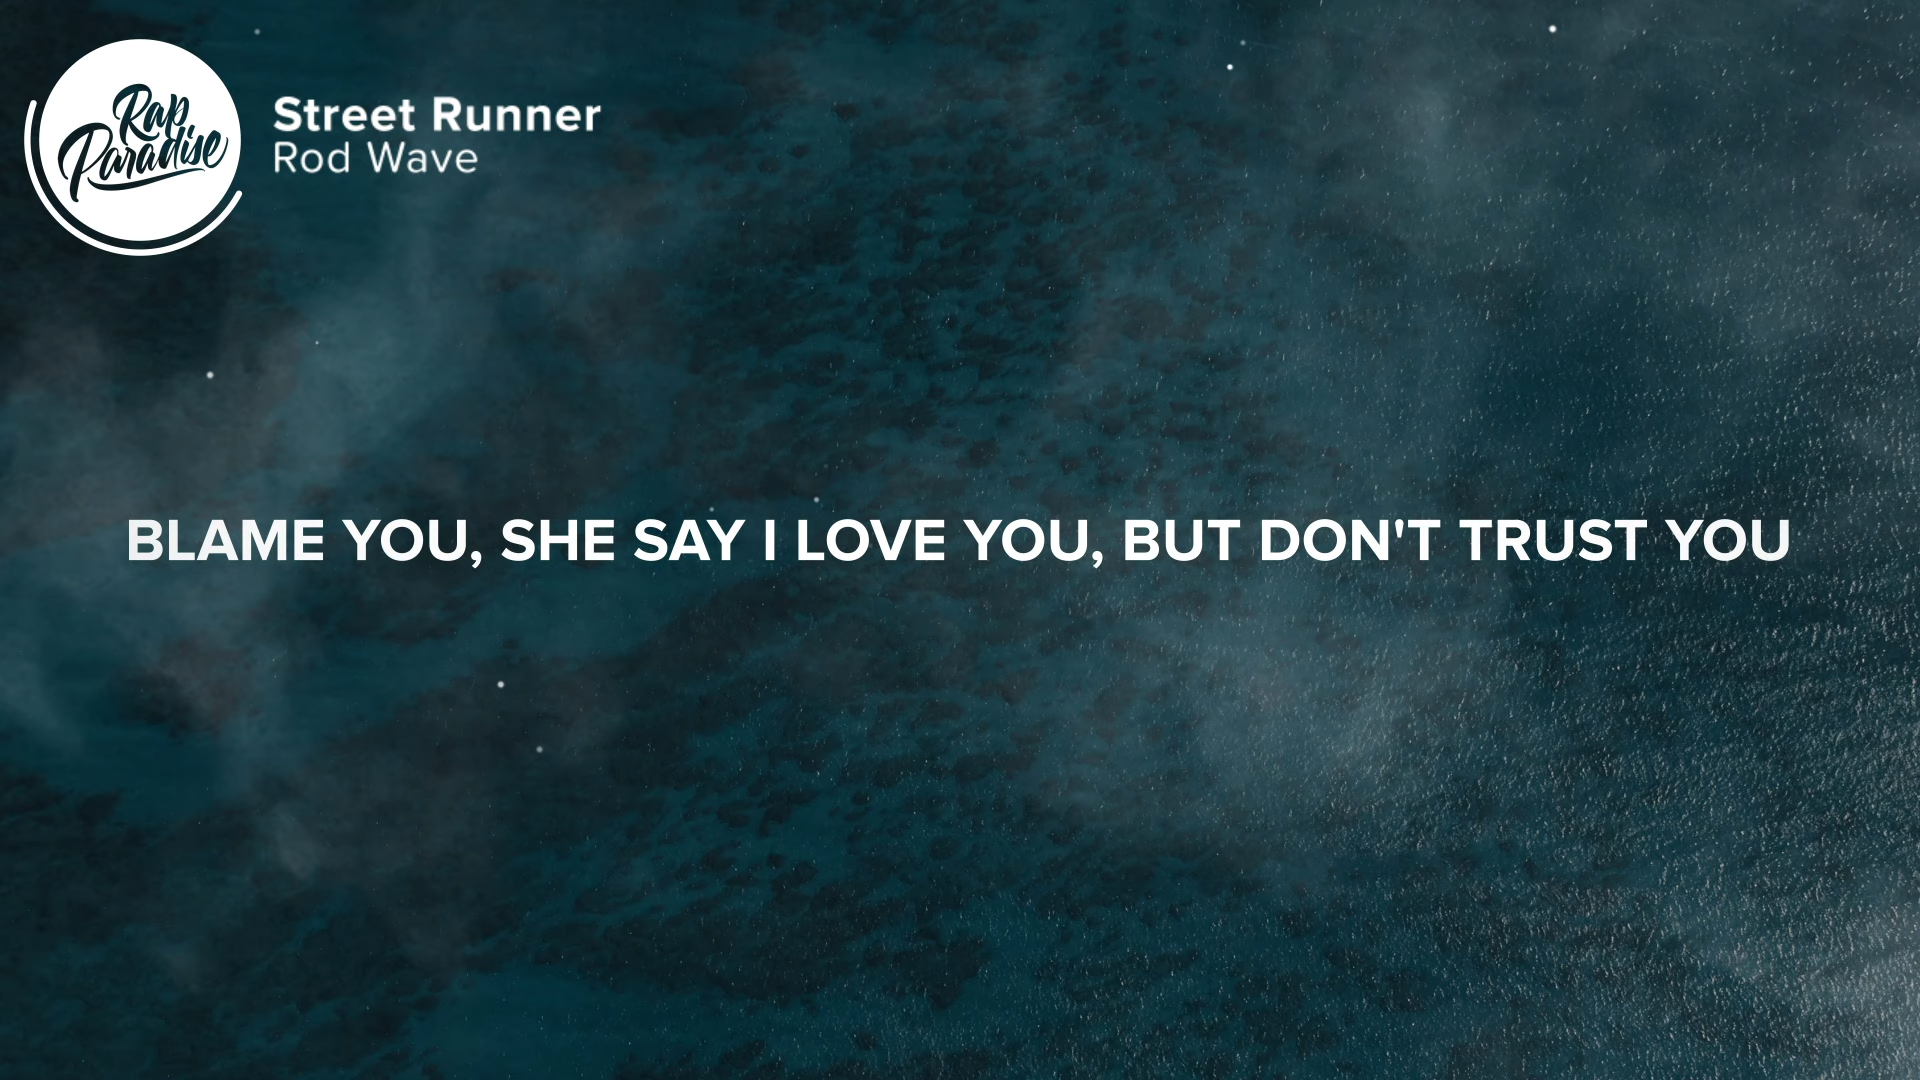 Rap
Paradise
Street Runner
Rod Wave
BLAME YOU, SHE SAY I LOVE YOU, BUT DON'T TRUST YOU